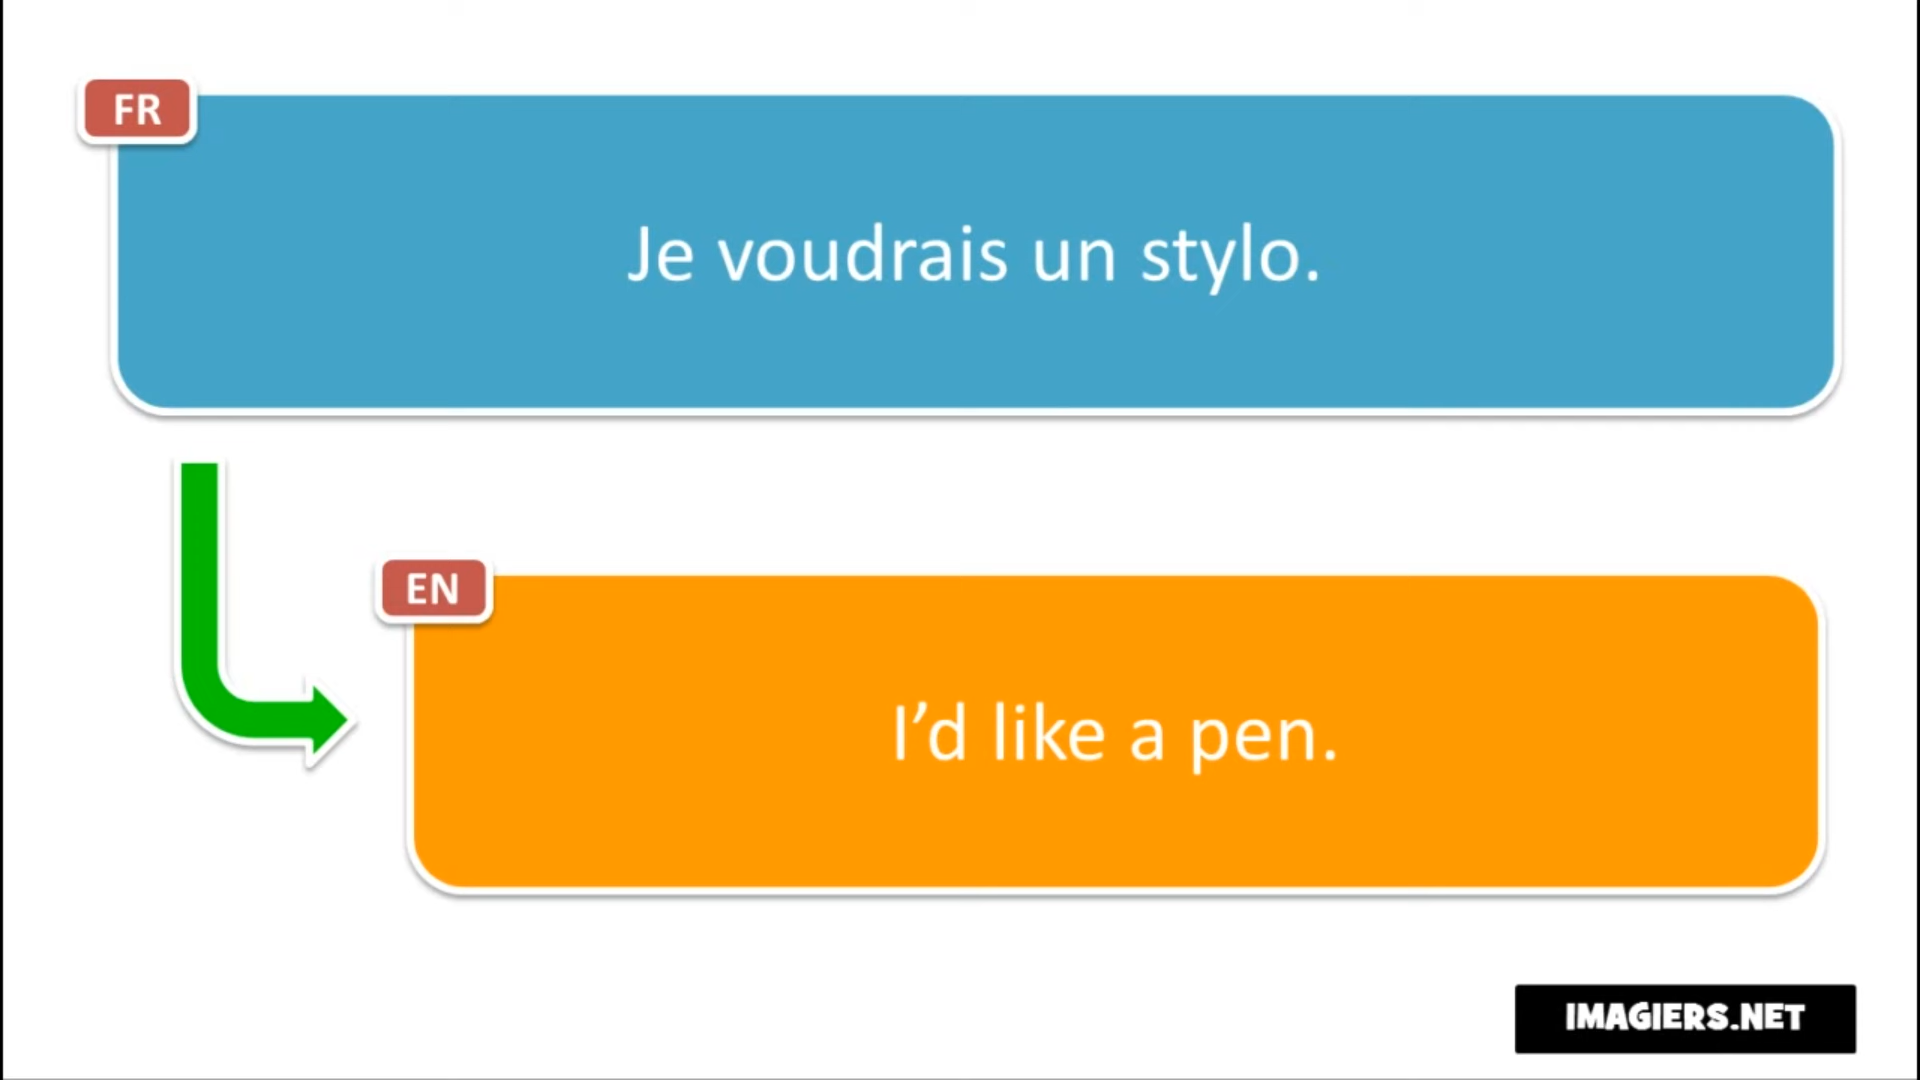 FR
Je voudrais un stylo.
EN
I’d like a pen.
IMAGIERS.NET